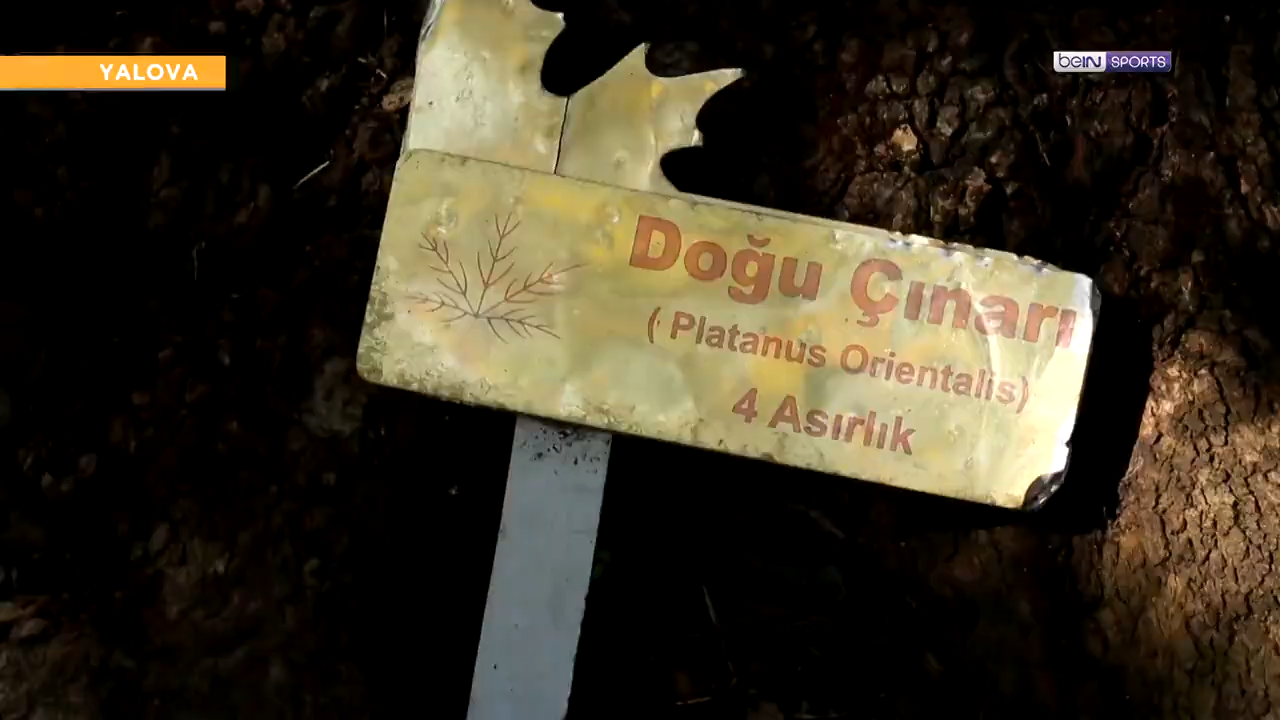 YALOVA
beIN SPORTS
Doğu Çınarı
( Platanus Orientalis)
4 Asırlık